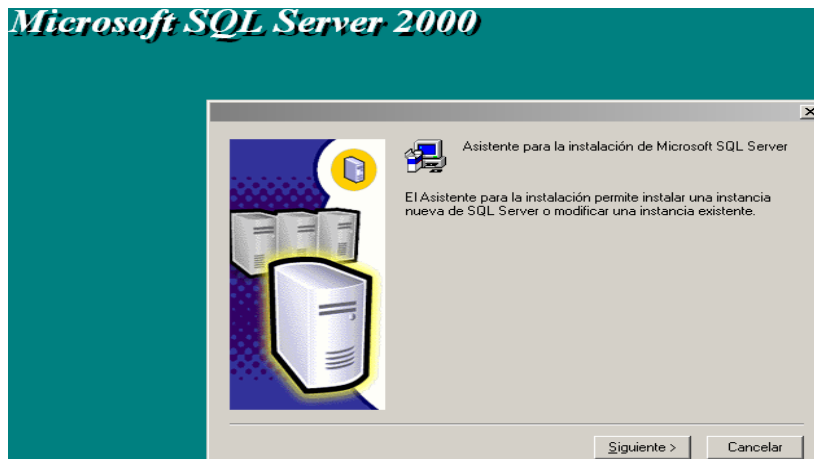 Microsoft SQL Server 2000
Asistente para la instalación de Microsoft SQL Server
El Asistente para la instalación permite instalar una instancia
nueva de SQL Server o modificar una instancia existente.
Siguiente >
Cancelar